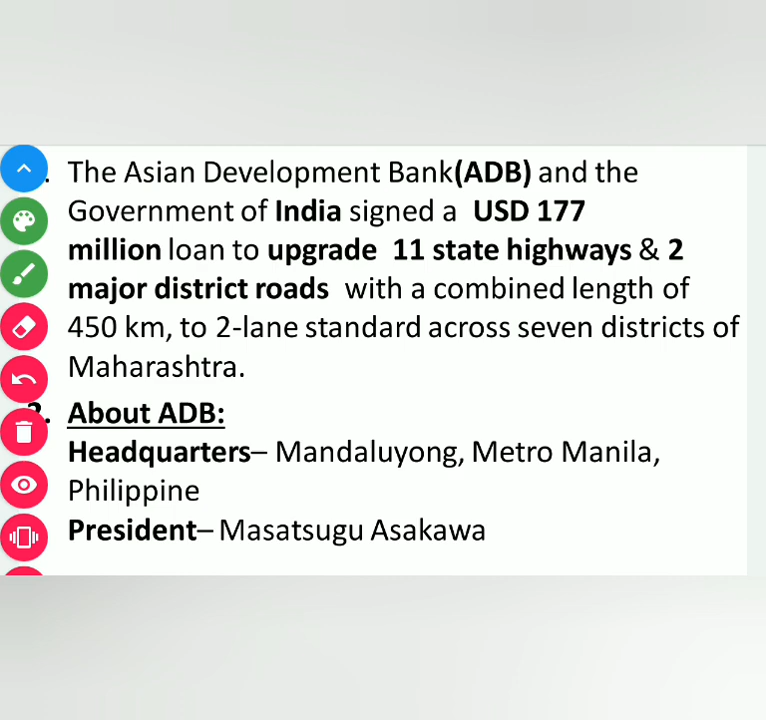 . The Asian Development Bank(ADB) and the
Government of India signed a USD 177
million loan to upgrade 11 state highways & 2
major district roads with a combined length of
450 km, to 2-lane standard across seven districts of
Maharashtra.
2. About ADB:
Headquarters– Mandaluyong, Metro Manila,
Philippine
President– Masatsugu Asakawa